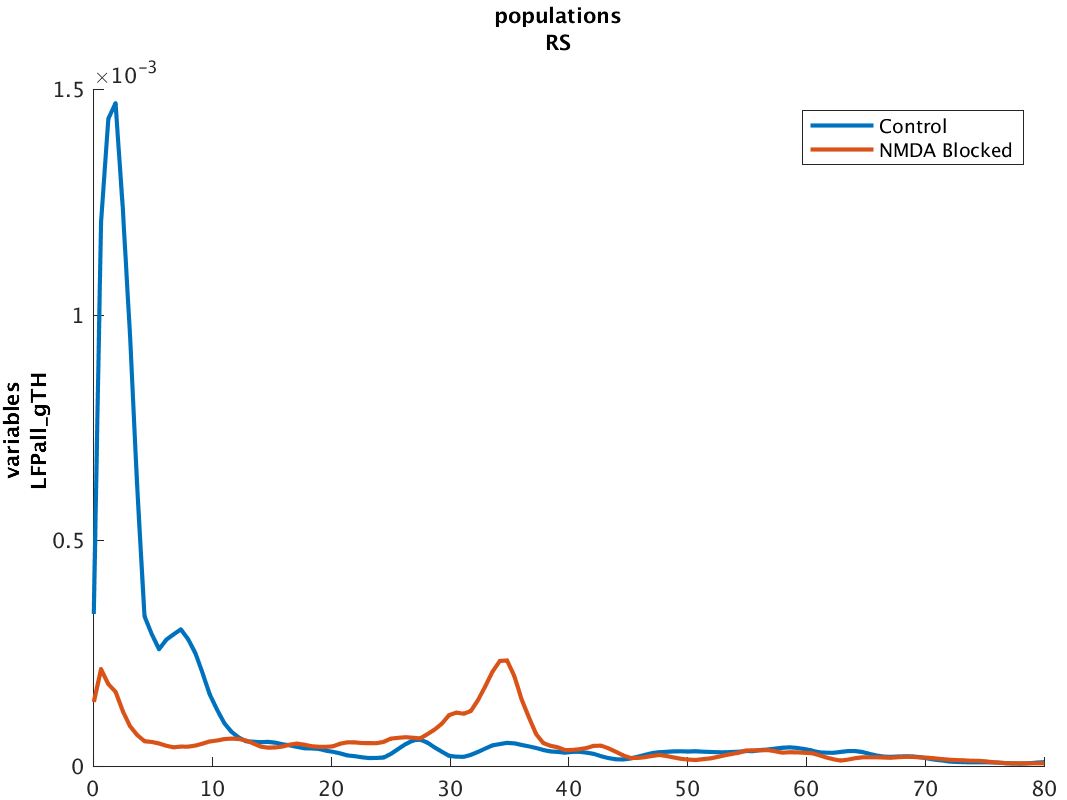 populations
RS
×10⁻³
1.5
1
0.5
0
variables
LFPall_gTH
Control
NMDA Blocked
0 10 20 30 40 50 60 70 80